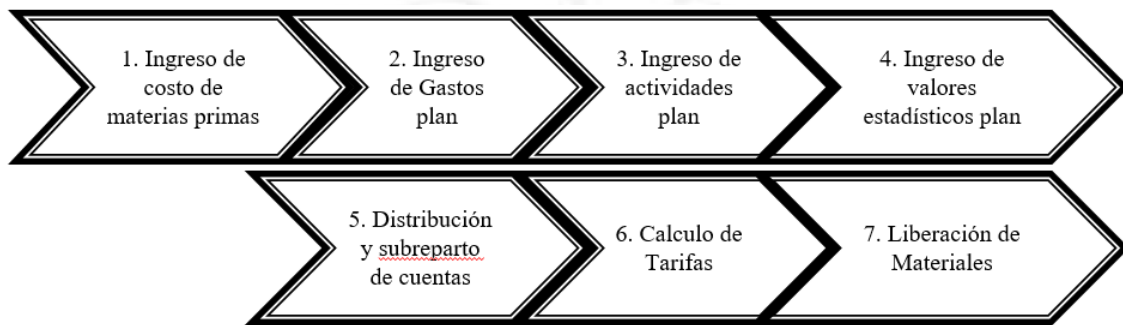 1. Ingreso de
costo de
materias primas
2. Ingreso
de Gastos
plan
3. Ingreso de
actividades
plan
4. Ingreso de
valores
estadísticos plan
5. Distribución
y subreparto
de cuentas
6. Calculo de
Tarifas
7. Liberación de
Materiales